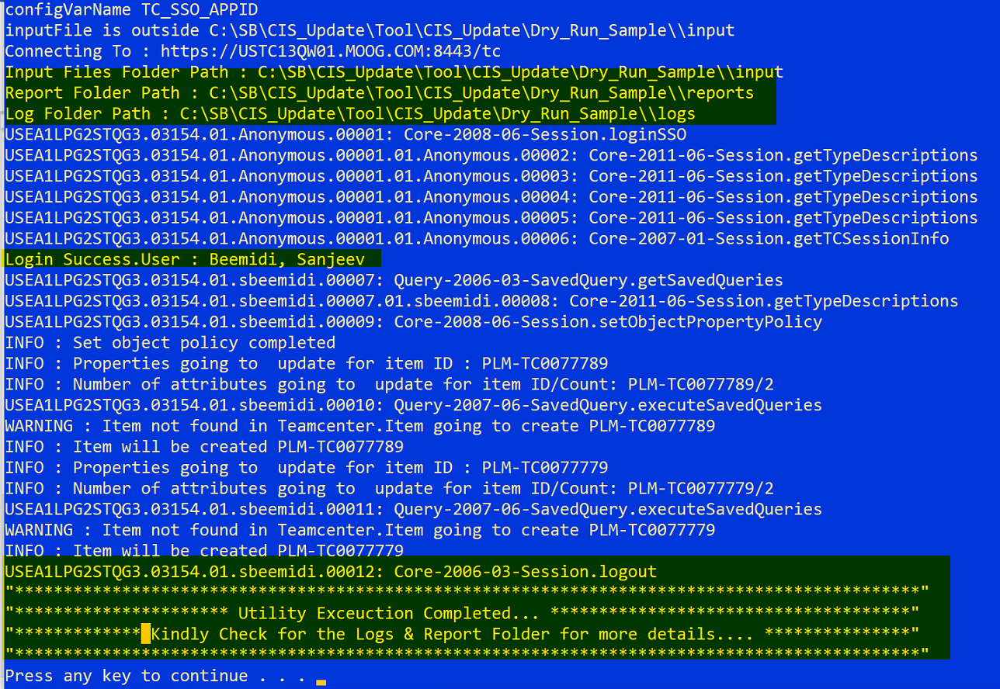 configVarName TC_SSO_APPID
inputFile is outside C:\SB\CIS_Update\Tool\CIS_Update\Dry_Run_Sample\\input
Connecting To : https://USTC13QW01.MOOG.COM:8443/tc
Input Files Folder Path : C:\SB\CIS_Update\Tool\CIS_Update\Dry_Run_Sample\\input
Report Folder Path : C:\SB\CIS_Update\Tool\CIS_Update\Dry_Run_Sample\\reports
Log Folder Path : C:\SB\CIS_Update\Tool\CIS_Update\Dry_Run_Sample\\logs
USEA1LPG2STQG3.03154.01.Anonymous.00001: Core-2008-06-Session.loginSSO
USEA1LPG2STQG3.03154.01.Anonymous.00001.01.Anonymous.00002: Core-2011-06-Session.getTypeDescriptions
USEA1LPG2STQG3.03154.01.Anonymous.00001.01.Anonymous.00003: Core-2011-06-Session.getTypeDescriptions
USEA1LPG2STQG3.03154.01.Anonymous.00001.01.Anonymous.00004: Core-2011-06-Session.getTypeDescriptions
USEA1LPG2STQG3.03154.01.Anonymous.00001.01.Anonymous.00005: Core-2011-06-Session.getTypeDescriptions
USEA1LPG2STQG3.03154.01.Anonymous.00001.01.Anonymous.00006: Core-2007-01-Session.getTCSessionInfo
Login Success.User : Beemidi, Sanjeev
USEA1LPG2STQG3.03154.01.sbeemidi.00007: Query-2006-03-SavedQuery.getSavedQueries
USEA1LPG2STQG3.03154.01.sbeemidi.00007.01.sbeemidi.00008: Core-2011-06-Session.getTypeDescriptions
USEA1LPG2STQG3.03154.01.sbeemidi.00009: Core-2008-06-Session.setObjectPropertyPolicy
INFO : Set object policy completed
INFO : Properties going to  update for item ID : PLM-TC0077789
INFO : Number of attributes going to  update for item ID/Count: PLM-TC0077789/2
USEA1LPG2STQG3.03154.01.sbeemidi.00010: Query-2007-06-SavedQuery.executeSavedQueries
WARNING : Item not found in Teamcenter.Item going to create PLM-TC0077789
INFO : Item will be created PLM-TC0077789
INFO : Properties going to  update for item ID : PLM-TC0077779
INFO : Number of attributes going to  update for item ID/Count: PLM-TC0077779/2
USEA1LPG2STQG3.03154.01.sbeemidi.00011: Query-2007-06-SavedQuery.executeSavedQueries
WARNING : Item not found in Teamcenter.Item going to create PLM-TC0077779
INFO : Item will be created PLM-TC0077779
USEA1LPG2STQG3.03154.01.sbeemidi.00012: Core-2006-03-Session.logout
"*********************************************************************************************"
"********************** Utility Exceuction Completed... *************************************"
"************* Kindly Check for the Logs & Report Folder for more details.... ***************"
"*********************************************************************************************"
Press any key to continue . . .